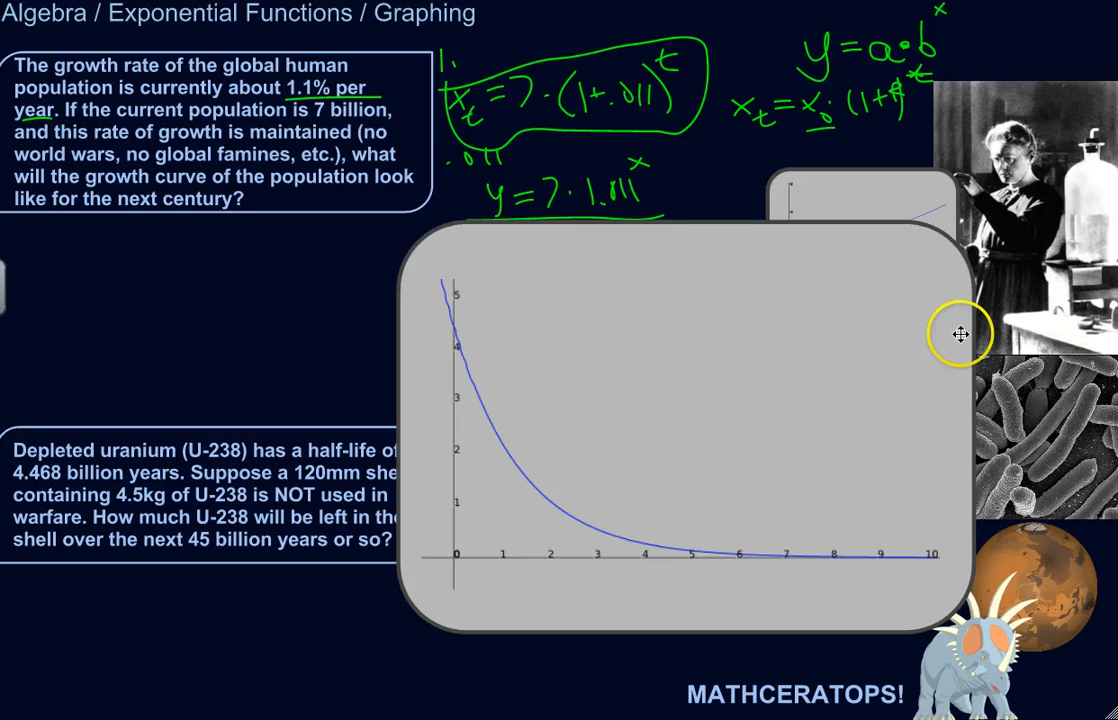 Algebra / Exponential Functions / Graphing
The growth rate of the global human
population is currently about 1.1% per
year. If the current population is 7 billion,
and this rate of growth is maintained (no
world wars, no global famines, etc.), what
will the growth curve of the population look
like for the next century?
1.
x_t = 7 · (1+.011)^t
.011
y = 7 · 1.011^x
y = a · b^x
Depleted uranium (U-238) has a half-life of
4.468 billion years. Suppose a 120mm she
containing 4.5kg of U-238 is NOT used in
warfare. How much U-238 will be left in the
shell over the next 45 billion years or so?
5
4
3
2
1
0 1 2 3 4 5 6 7 8 9 10
MATHCERATOPS!